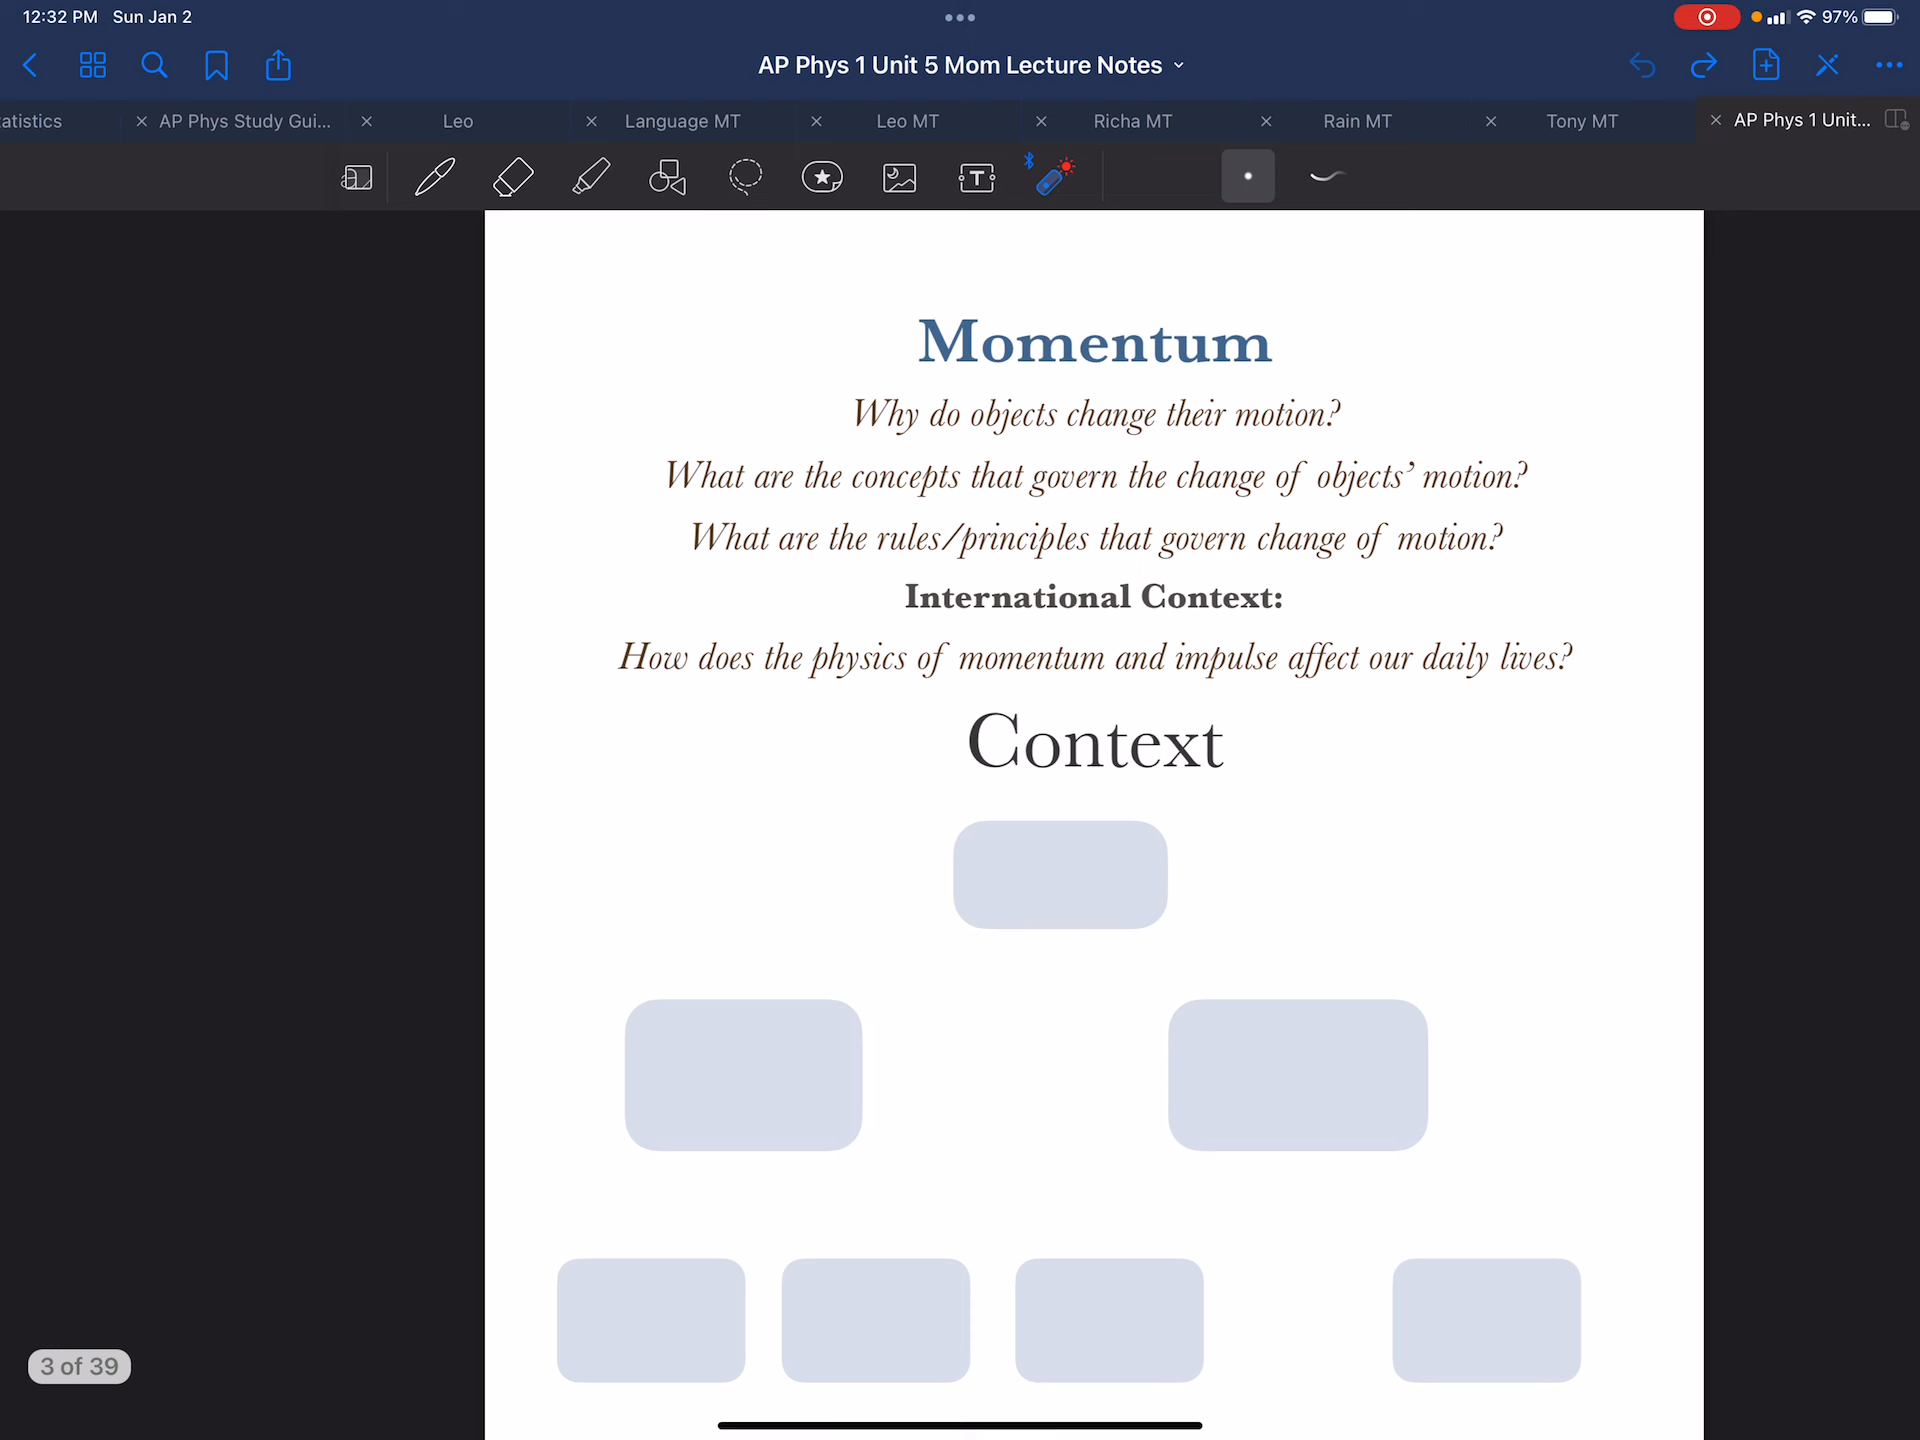 12:32 PM Sun Jan 2
97%
AP Phys 1 Unit 5 Mom Lecture Notes
atistics
AP Phys Study Gui...
Leo
Language MT
Leo MT
Richa MT
Rain MT
Tony MT
AP Phys 1 Unit...
Momentum
Why do objects change their motion?
What are the concepts that govern the change of objects’ motion?
What are the rules/principles that govern change of motion?
International Context:
How does the physics of momentum and impulse affect our daily lives?
Context
3 of 39